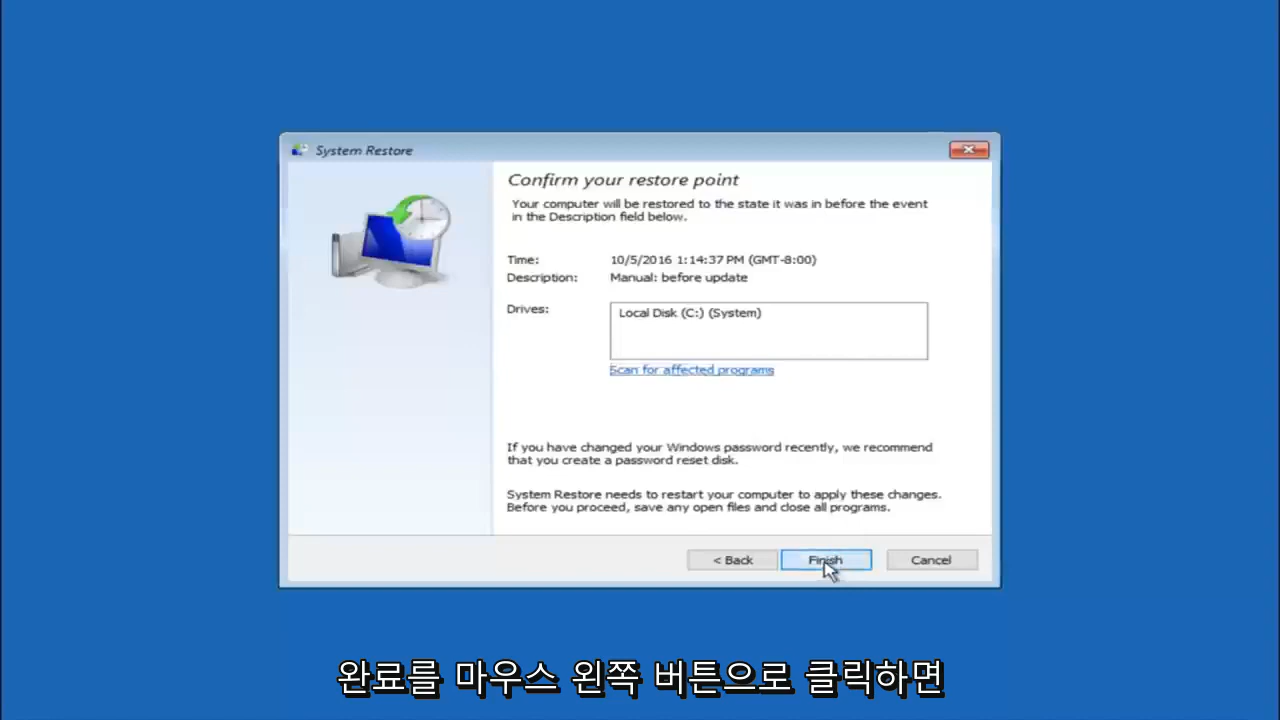 System Restore
Confirm your restore point
Your computer will be restored to the state it was in before the event
in the Description field below.
Time: 10/5/2016 1:14:37 PM (GMT-8:00)
Description: Manual: before update
Drives: Local Disk (C:) (System)
Scan for affected programs
If you have changed your Windows password recently, we recommend
that you create a password reset disk.
System Restore needs to restart your computer to apply these changes.
Before you proceed, save any open files and close all programs.
< Back Finish Cancel
완료를 마우스 왼쪽 버튼으로 클릭하면